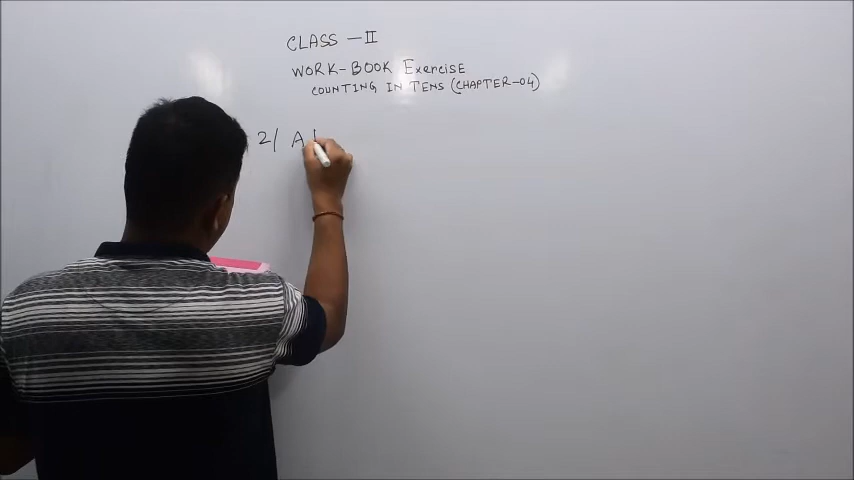 CLASS - II
WORK-BOOK Exercise
COUNTING IN TENS (CHAPTER-04)
2/ A